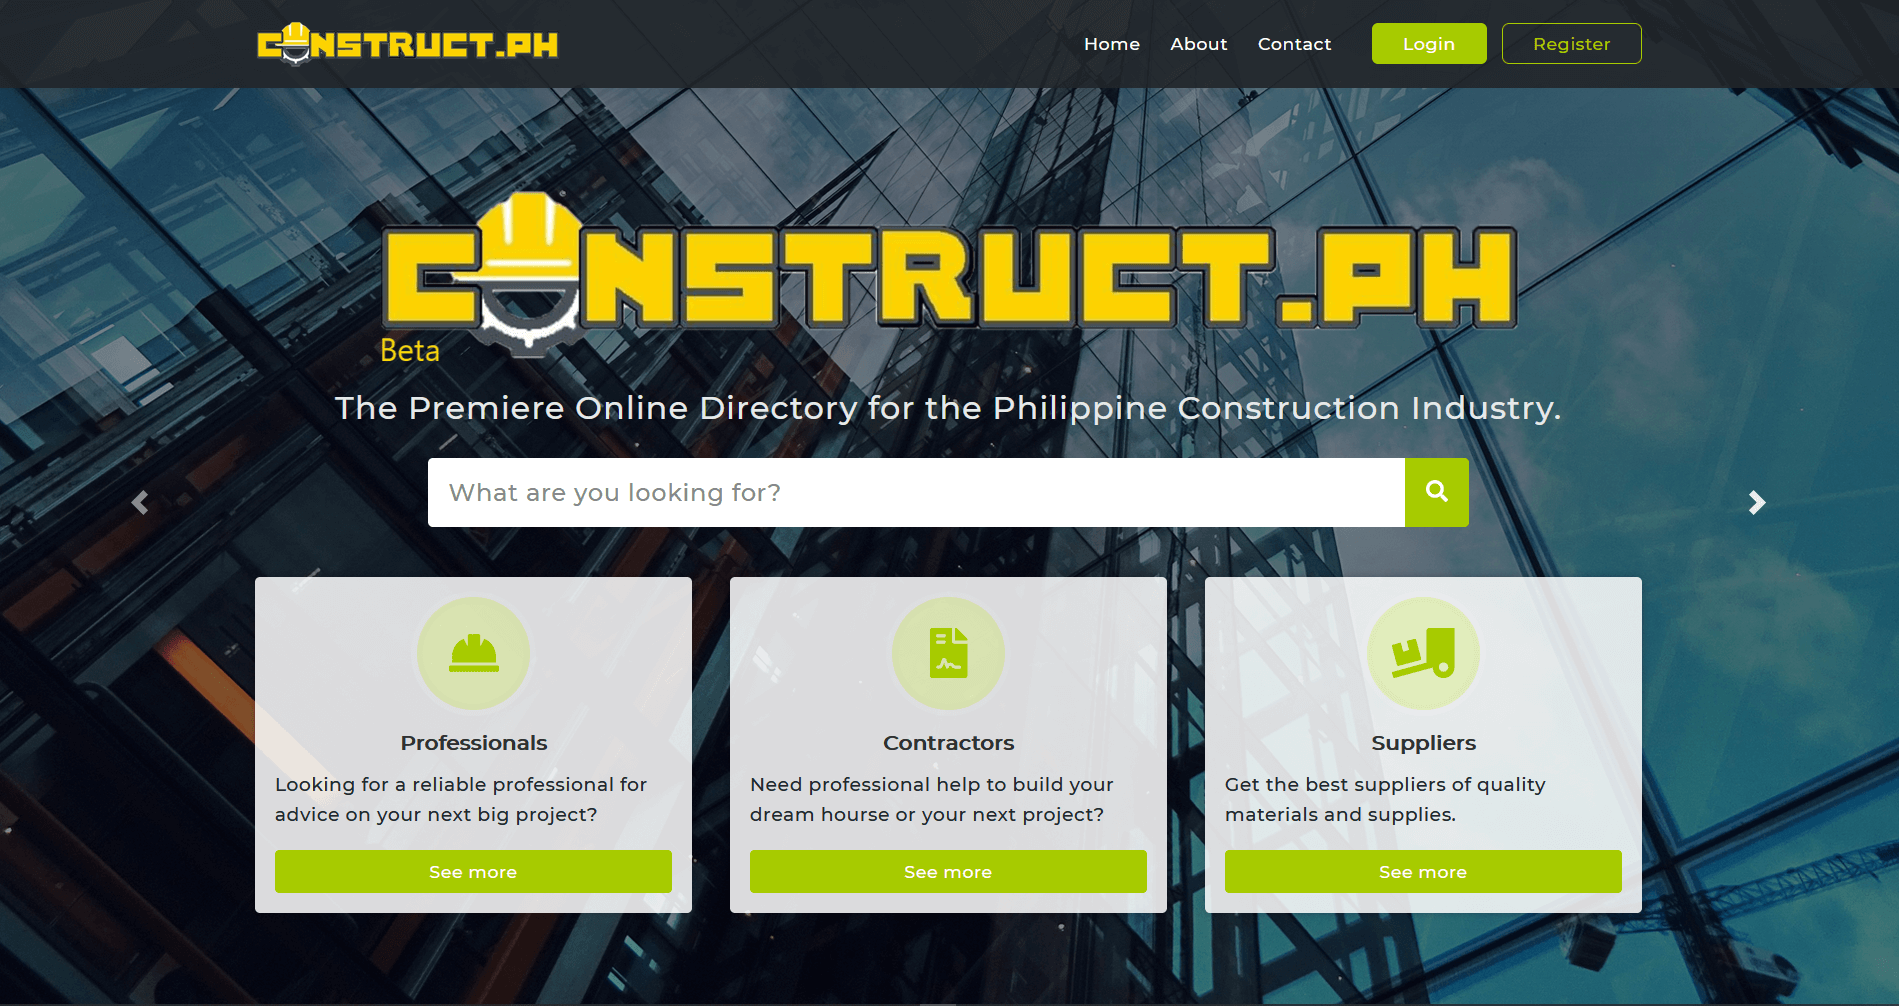 CONSTRUCT.PH
Home About Contact Login Register
CONSTRUCT.PH
Beta
The Premiere Online Directory for the Philippine Construction Industry.
What are you looking for?
Professionals
Looking for a reliable professional for
advice on your next big project?
See more
Contractors
Need professional help to build your
dream hourse or your next project?
See more
Suppliers
Get the best suppliers of quality
materials and supplies.
See more